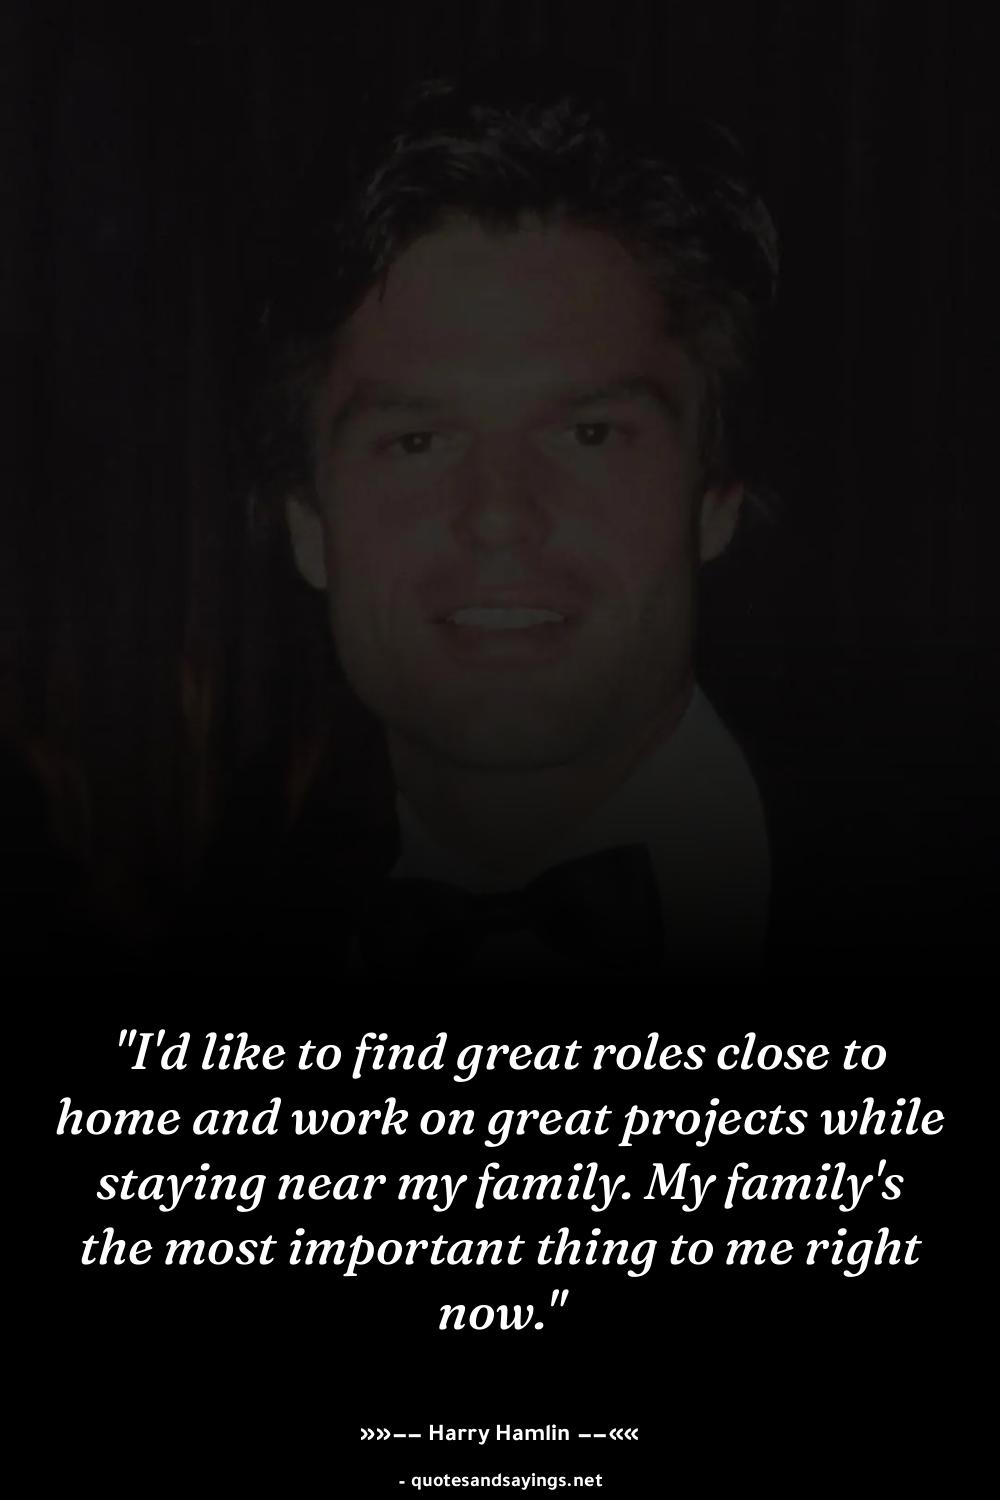 "I'd like to find great roles close to
home and work on great projects while
staying near my family. My family's
the most important thing to me right
now."
»»–– Harry Hamlin ––««
- quotesandsayings.net